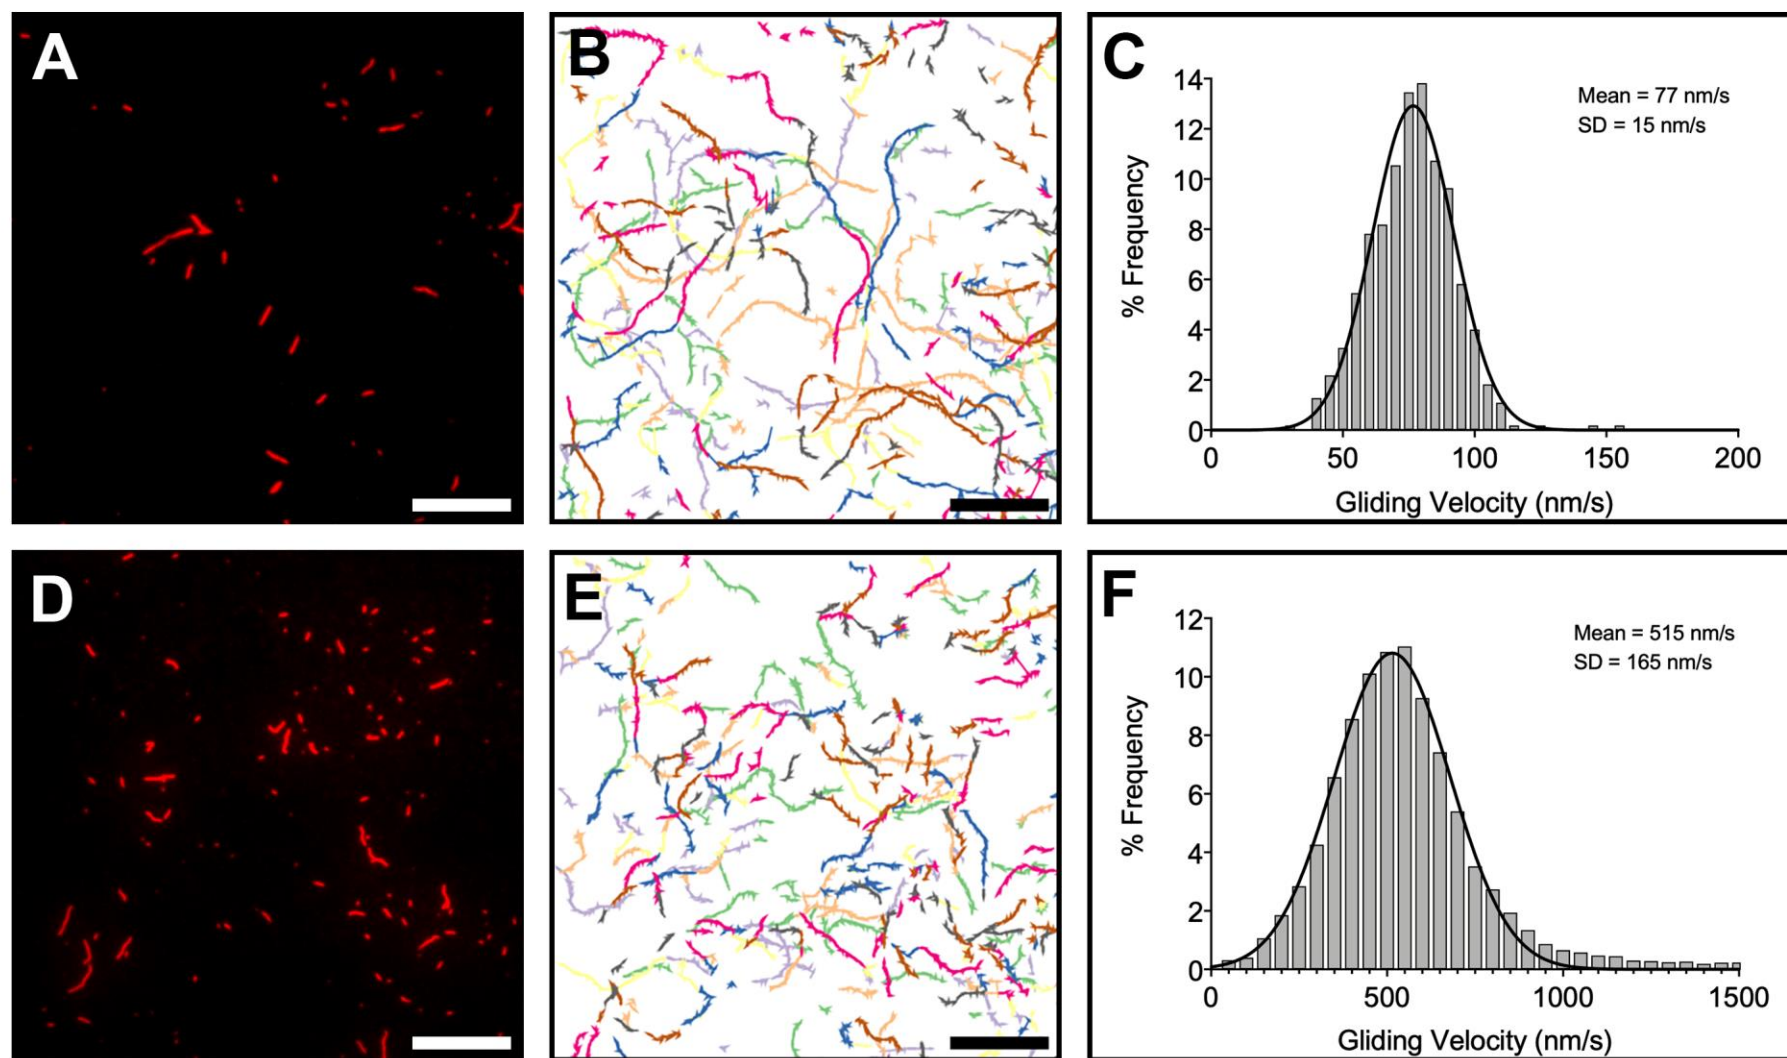 A
B
C
14
12
10
8
6
4
2
0
% Frequency
Mean = 77 nm/s
SD = 15 nm/s
0 50 100 150 200
Gliding Velocity (nm/s)
D
E
F
12
10
8
6
4
2
0
% Frequency
Mean = 515 nm/s
SD = 165 nm/s
0 500 1000 1500
Gliding Velocity (nm/s)